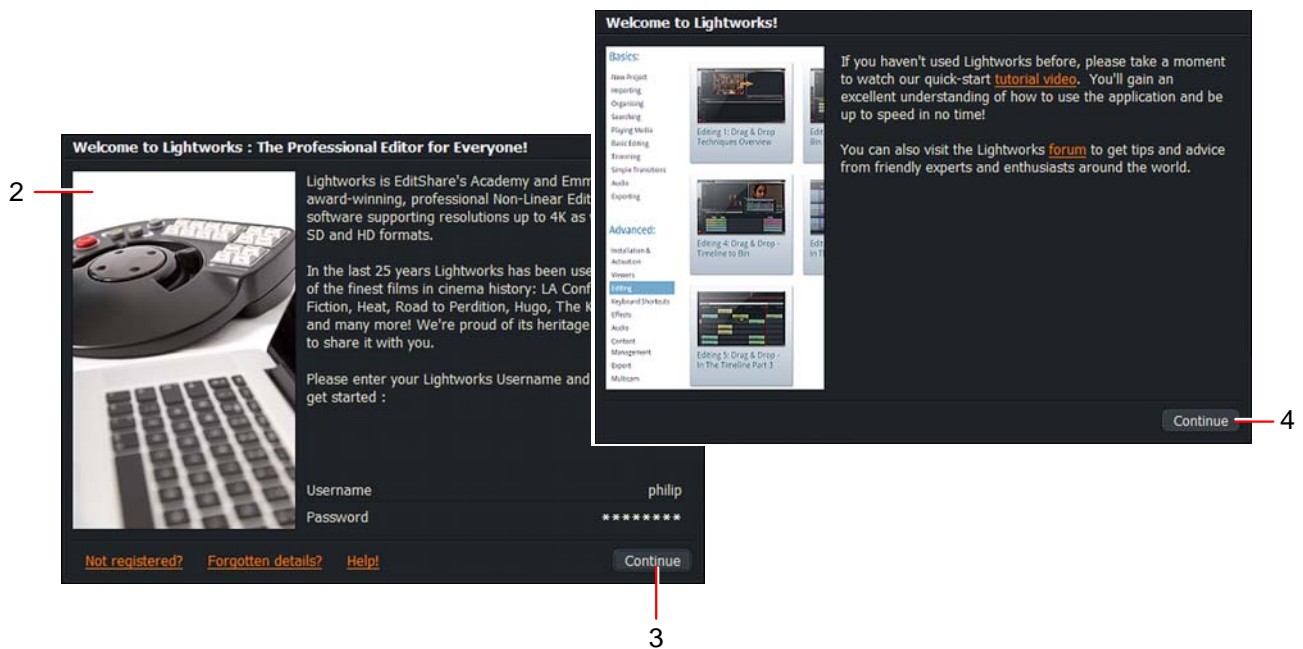 Welcome to Lightworks!
Basics:
New Project
Importing
Organising
Searching
Playing Media
Basic Editing
Trimming
Simple Transitions
Audio
Exporting
Advanced:
Installation &
Activation
Viewers
Editing
Keyboard Shortcuts
Effects
Audio
Content
Management
Export
Multicam
Editing 1: Drag & Drop
Techniques Overview
Editing 4: Drag & Drop -
Timeline to Bin
Editing 5: Drag & Drop -
In The Timeline Part 3
If you haven't used Lightworks before, please take a moment
to watch our quick-start tutorial video. You'll gain an
excellent understanding of how to use the application and be
up to speed in no time!
You can also visit the Lightworks forum to get tips and advice
from friendly experts and enthusiasts around the world.
Continue
4
Welcome to Lightworks : The Professional Editor for Everyone!
2
Lightworks is EditShare's Academy and Emm
award-winning, professional Non-Linear Edit
software supporting resolutions up to 4K as
SD and HD formats.
In the last 25 years Lightworks has been use
of the finest films in cinema history: LA Conf
Fiction, Heat, Road to Perdition, Hugo, The K
and many more! We're proud of its heritage
to share it with you.
Please enter your Lightworks Username and
get started :
Username philip
Password ********
Not registered? Forgotten details? Help! Continue
3